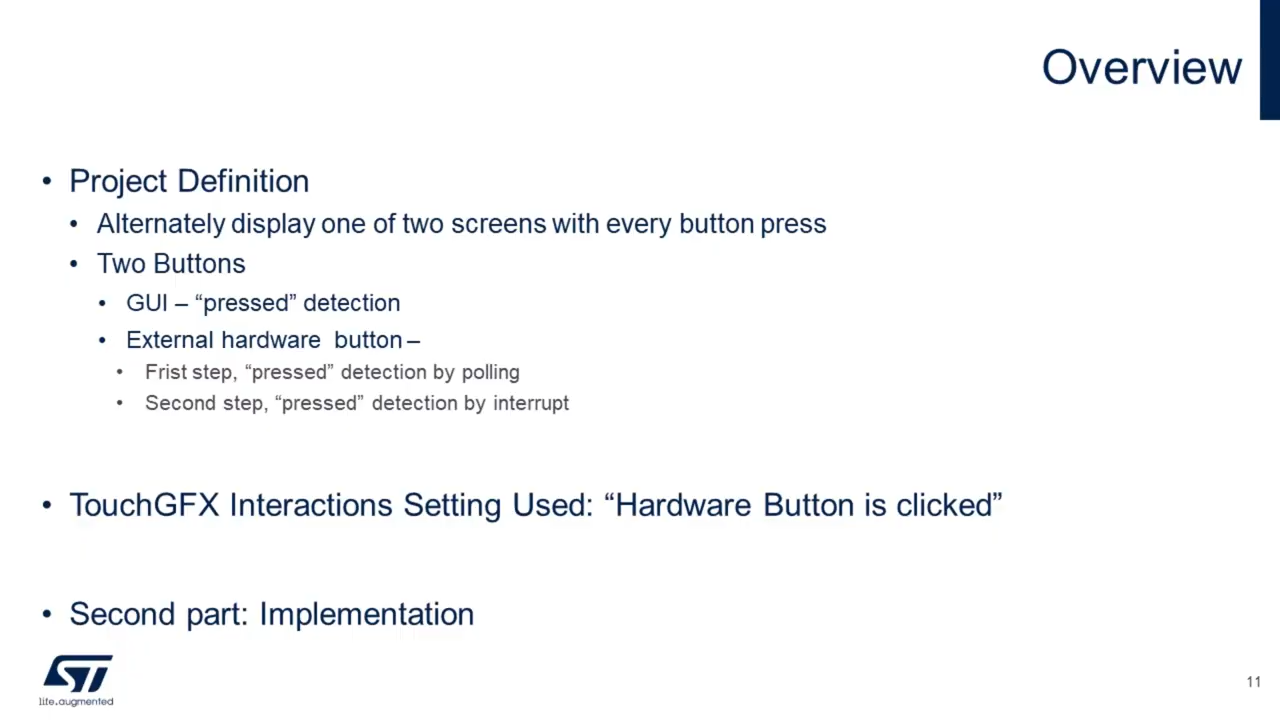 Overview
• Project Definition
• Alternately display one of two screens with every button press
• Two Buttons
• GUI – “pressed” detection
• External hardware button –
• Frist step, “pressed” detection by polling
• Second step, “pressed” detection by interrupt
• TouchGFX Interactions Setting Used: “Hardware Button is clicked”
• Second part: Implementation
ST
life.augmented
11